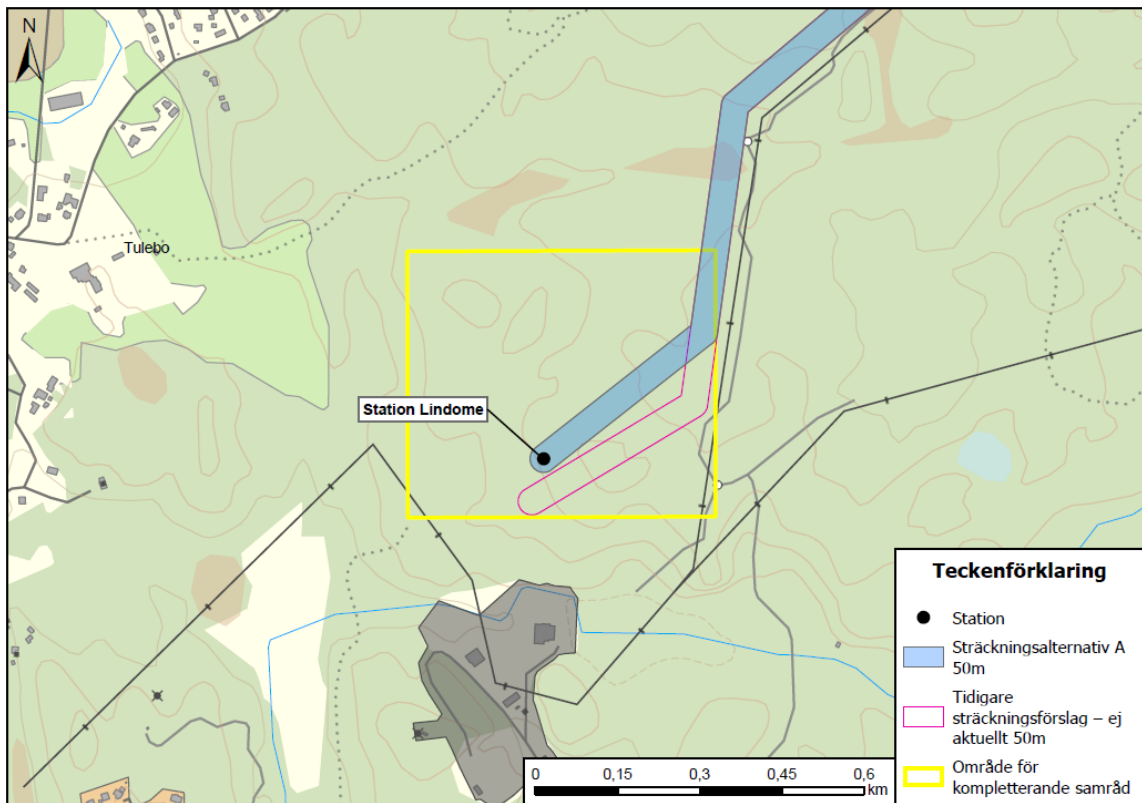 N
Tulebo
Station Lindome
Teckenförklaring
Station
Sträckningsalternativ A
50m
Tidigare
sträckningsförslag – ej
aktuellt 50m
Område för
kompletterande samråd
0 0,15 0,3 0,45 0,6
km